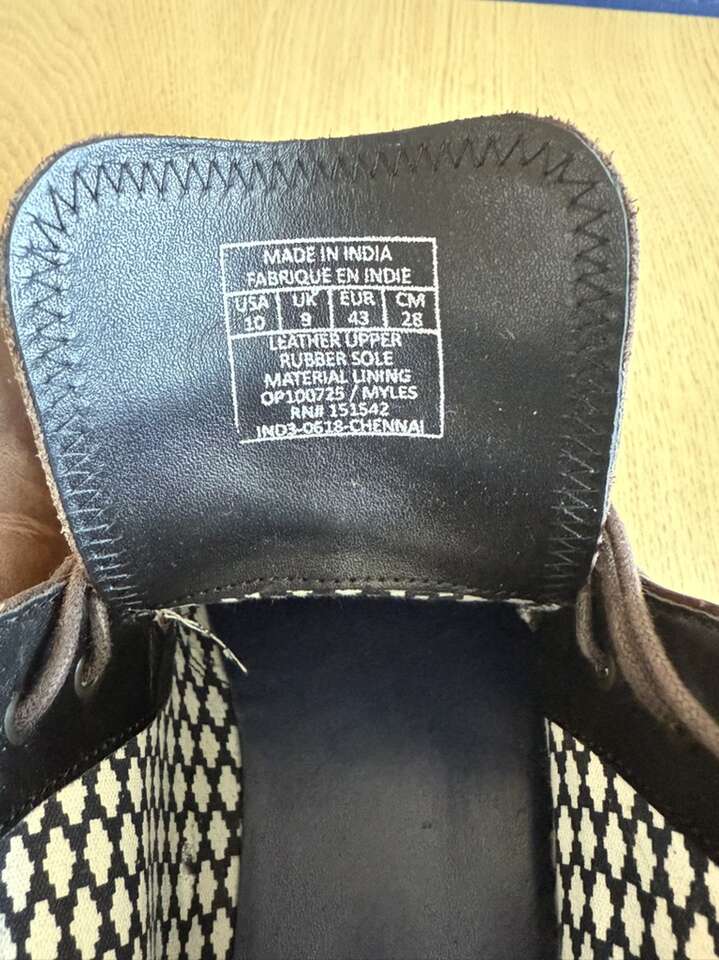 MADE IN INDIA
FABRIQUE EN INDIE
USA UK EUR CM
10 9 43 28
LEATHER UPPER
RUBBER SOLE
MATERIAL LINING
OP100725 / MYLES
RN# 151542
IND3-0618-CHENNAI